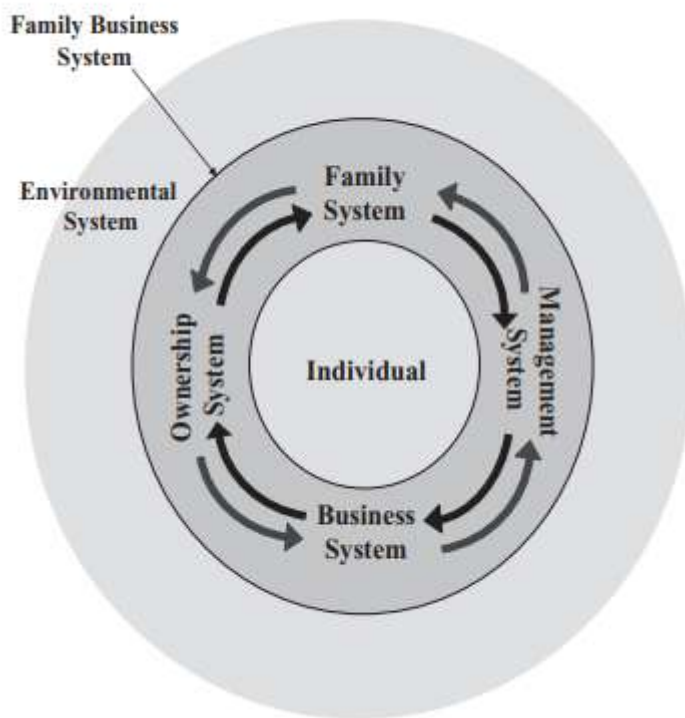 Family Business
System
Environmental
System
Family
System
Management
System
Ownership
System
Individual
Business
System